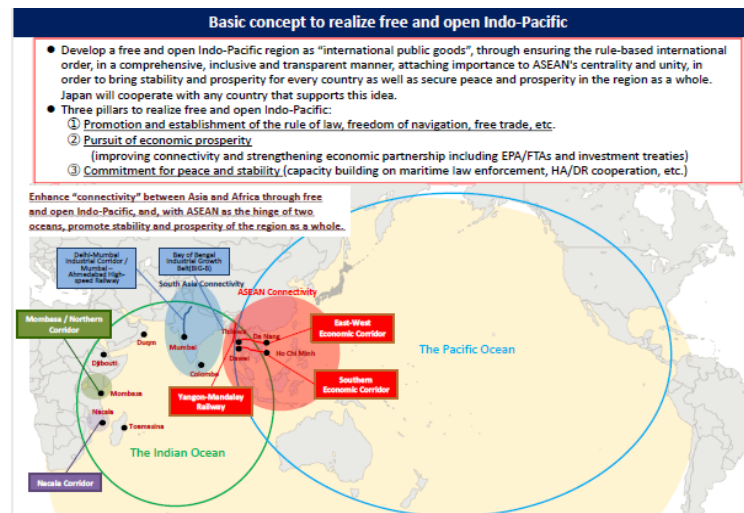 Basic concept to realize free and open Indo-Pacific
● Develop a free and open Indo-Pacific region as “international public goods”, through ensuring the rule-based international
order, in a comprehensive, inclusive and transparent manner, attaching importance to ASEAN's centrality and unity, in
order to bring stability and prosperity for every country as well as secure peace and prosperity in the region as a whole.
Japan will cooperate with any country that supports this idea.
● Three pillars to realize free and open Indo-Pacific:
① Promotion and establishment of the rule of law, freedom of navigation, free trade, etc.
② Pursuit of economic prosperity
(improving connectivity and strengthening economic partnership including EPA/FTAs and investment treaties)
③ Commitment for peace and stability (capacity building on maritime law enforcement, HA/DR cooperation, etc.)
Enhance “connectivity” between Asia and Africa through free
and open Indo-Pacific, and, with ASEAN as the hinge of two
oceans, promote stability and prosperity of the region as a whole.
Delhi-Mumbai
Industrial Corridor /
Mumbai –
Ahmedabad High-
speed Railway
Bay of Bengal
Industrial Growth
Belt(BIG-B)
South Asia Connectivity
ASEAN Connectivity
Mombasa / Northern
Corridor
Duqm
Djibouti
Mumbai
Colombo
Thilawa
Da Nang
Dawei
Ho Chi Minh
East-West
Economic Corridor
Southern
Economic Corridor
Yangon-Mandalay
Railway
The Pacific Ocean
Mombasa
Nacala
Toamasina
The Indian Ocean
Nacala Corridor